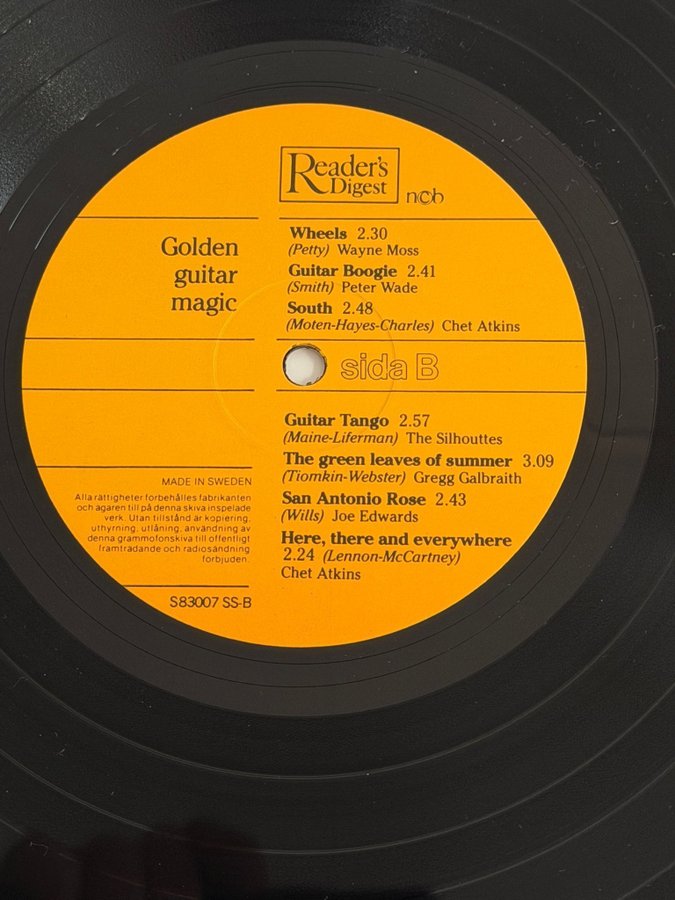 Reader's
Digest
ncb
Golden
guitar
magic
Wheels 2.30
(Petty) Wayne Moss
Guitar Boogie 2.41
(Smith) Peter Wade
South 2.48
(Moten-Hayes-Charles) Chet Atkins
sida B
Guitar Tango 2.57
(Maine-Liferman) The Silhouttes
The green leaves of summer 3.09
(Tiomkin-Webster) Gregg Galbraith
San Antonio Rose 2.43
(Wills) Joe Edwards
Here, there and everywhere
2.24 (Lennon-McCartney)
Chet Atkins
MADE IN SWEDEN
Alla rättigheter förbehålles fabrikanten
och ägaren till på denna skiva inspelade
verk. Utan tillstånd är kopiering,
uthyrning, utlåning, användning av
denna grammofonskiva till offentligt
framträdande och radiosändning
förbjuden.
S83007 SS-B